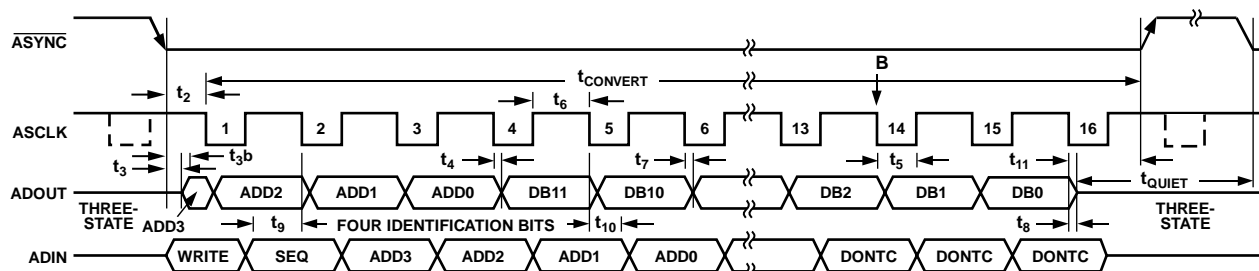 ASYNC
B
tCONVERT
t2
t6
ASCLK
1 2 3 4 5 6 13 14 15 16
t3 t3b t4 t7 t5 t11
tQUIET
ADOUT
ADD2 ADD1 ADD0 DB11 DB10 DB2 DB1 DB0
THREE-
STATE
ADD3
t9 FOUR IDENTIFICATION BITS t10 t8
THREE-
STATE
ADIN
WRITE SEQ ADD3 ADD2 ADD1 ADD0 DONTC DONTC DONTC